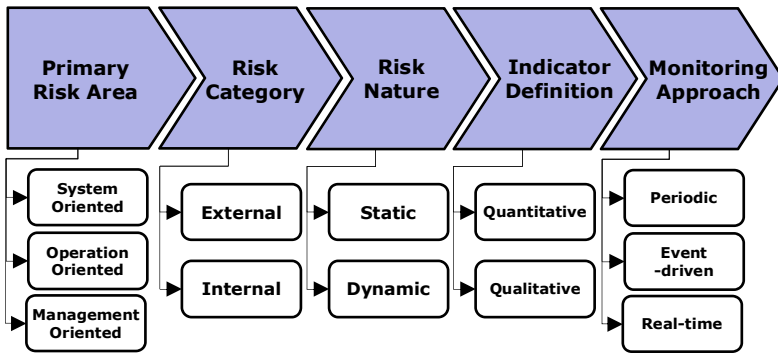 Primary
Risk Area
Risk
Category
Risk
Nature
Indicator
Definition
Monitoring
Approach
System
Oriented
Operation
Oriented
Management
Oriented
External
Internal
Static
Dynamic
Quantitative
Qualitative
Periodic
Event
-driven
Real-time